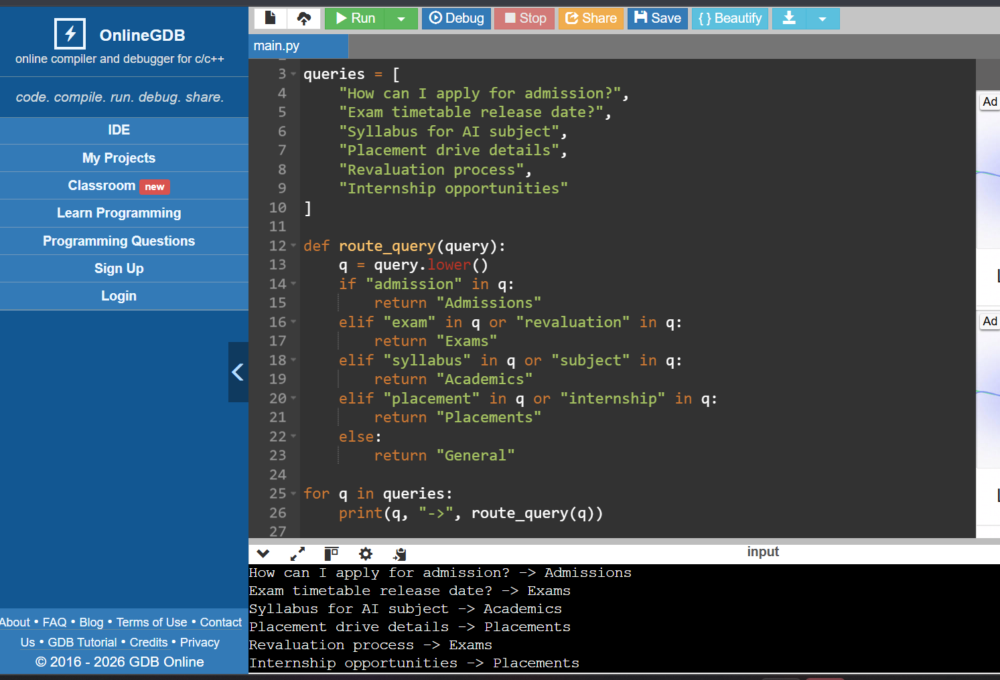 OnlineGDB
online compiler and debugger for c/c++
code. compile. run. debug. share.
IDE
My Projects
Classroom new
Learn Programming
Programming Questions
Sign Up
Login
About • FAQ • Blog • Terms of Use • Contact
Us • GDB Tutorial • Credits • Privacy
© 2016 - 2026 GDB Online
Run Debug Stop Share Save { } Beautify
main.py
3 queries = [
4     "How can I apply for admission?",
5     "Exam timetable release date?",
6     "Syllabus for AI subject",
7     "Placement drive details",
8     "Revaluation process",
9     "Internship opportunities"
10 ]
11
12 def route_query(query):
13     q = query.lower()
14     if "admission" in q:
15         return "Admissions"
16     elif "exam" in q or "revaluation" in q:
17         return "Exams"
18     elif "syllabus" in q or "subject" in q:
19         return "Academics"
20     elif "placement" in q or "internship" in q:
21         return "Placements"
22     else:
23         return "General"
24
25 for q in queries:
26     print(q, "->", route_query(q))
27
Ad
Ad
input
How can I apply for admission? -> Admissions
Exam timetable release date? -> Exams
Syllabus for AI subject -> Academics
Placement drive details -> Placements
Revaluation process -> Exams
Internship opportunities -> Placements